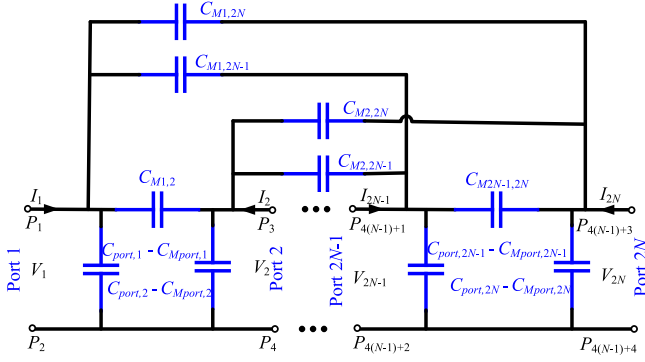 C_{M1,2N}
C_{M1,2N-1}
C_{M2,2N}
C_{M2,2N-1}
C_{M1,2}
C_{M2N-1,2N}
I_1
I_2
I_{2N-1}
I_{2N}
P_1
P_3
P_{4(N-1)+1}
P_{4(N-1)+3}
Port 1
V_1
C_{port,1} - C_{Mport,1}
C_{port,2} - C_{Mport,2}
V_2
Port 2
Port 2N-1
V_{2N-1}
C_{port,2N-1} - C_{Mport,2N-1}
C_{port,2N} - C_{Mport,2N}
V_{2N}
Port 2N
P_2
P_4
P_{4(N-1)+2}
P_{4(N-1)+4}